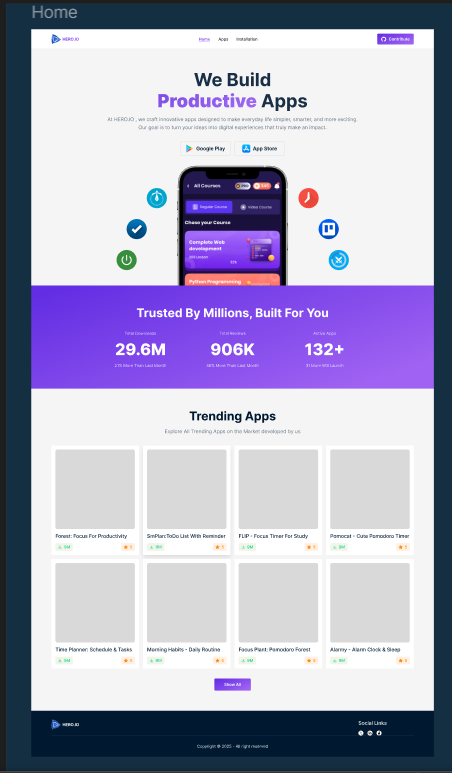 Home
HERO.IO
Home Apps Installation
Contribute
We Build
Productive Apps
At HERO.IO , we craft innovative apps designed to make everyday life simpler, smarter, and more exciting.
Our goal is to turn your ideas into digital experiences that truly make an impact.
Google Play
App Store
All Courses
Regular Course
Video Course
Chose your Course
Complete Web
development
Python Programming
Trusted By Millions, Built For You
Total Downloads
Total Reviews
Active Apps
29.6M
906K
132+
21% More Than Last Month
46% More Than Last Month
31 More Will Launch
Trending Apps
Explore All Trending Apps on the Market developed by us
Forest: Focus For Productivity
9M
5
SmPlan:ToDo List With Reminder
9M
5
FLIP - Focus Timer For Study
9M
5
Pomocat - Cute Pomodoro Timer
9M
5
Time Planner: Schedule & Tasks
9M
5
Morning Habits - Daily Routine
9M
5
Focus Plant: Pomodoro Forest
9M
5
Alarmy - Alarm Clock & Sleep
9M
5
Show All
HERO.IO
Social Links
Copyright © 2025 - All right reserved